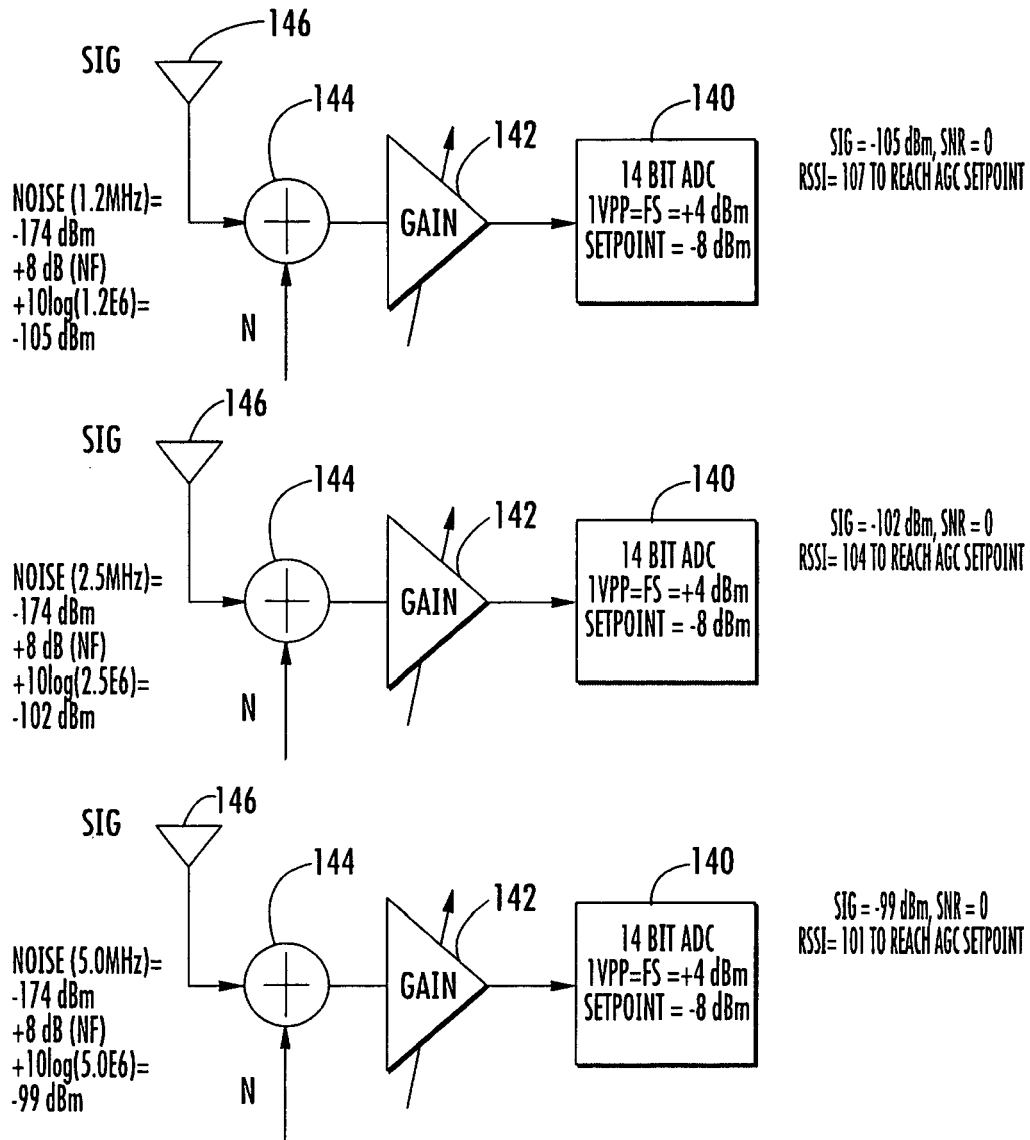 146
SIG
144
142
140
NOISE (1.2MHz)=
-174 dBm
+8 dB (NF)
+10log(1.2E6)=
-105 dBm
N
GAIN
14 BIT ADC
1VPP=FS =+4 dBm
SETPOINT = -8 dBm
SIG = -105 dBm, SNR = 0
RSSI= 107 TO REACH AGC SETPOINT
146
SIG
144
142
140
NOISE (2.5MHz)=
-174 dBm
+8 dB (NF)
+10log(2.5E6)=
-102 dBm
N
GAIN
14 BIT ADC
1VPP=FS =+4 dBm
SETPOINT = -8 dBm
SIG = -102 dBm, SNR = 0
RSSI= 104 TO REACH AGC SETPOINT
146
SIG
144
142
140
NOISE (5.0MHz)=
-174 dBm
+8 dB (NF)
+10log(5.0E6)=
-99 dBm
N
GAIN
14 BIT ADC
1VPP=FS =+4 dBm
SETPOINT = -8 dBm
SIG = -99 dBm, SNR = 0
RSSI= 101 TO REACH AGC SETPOINT